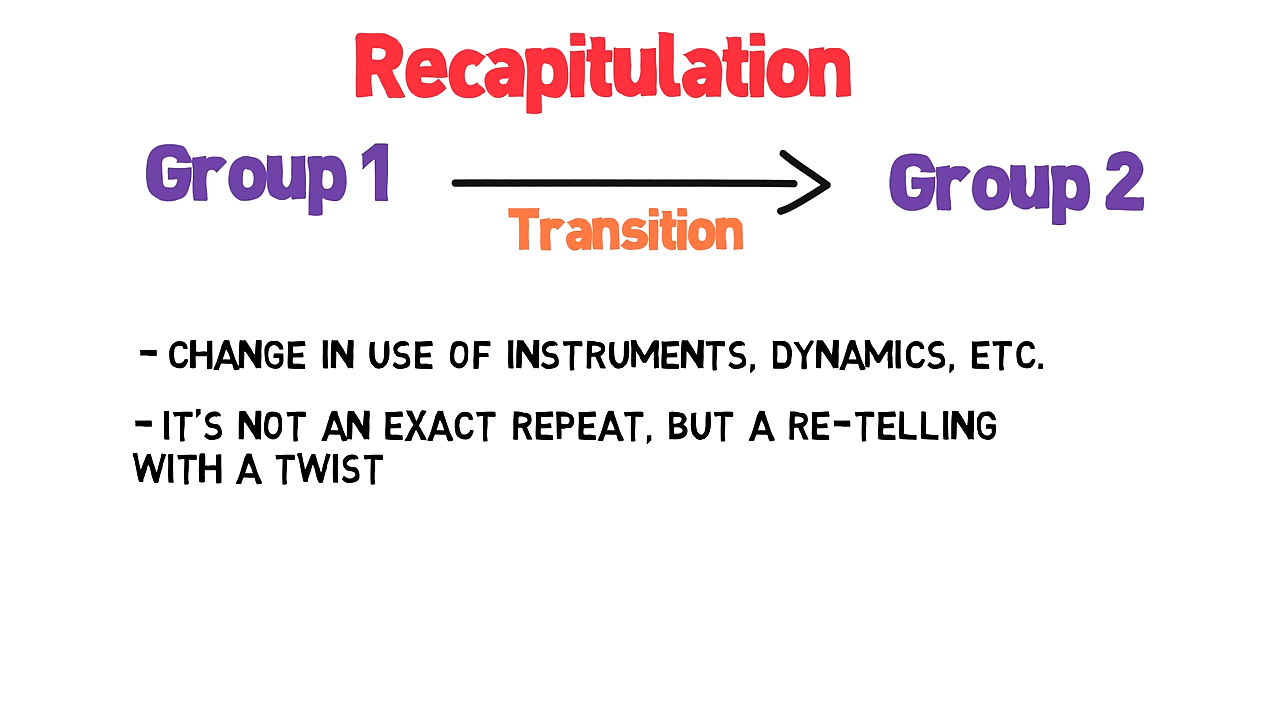 Recapitulation
Group 1
Transition
Group 2
- CHANGE IN USE OF INSTRUMENTS, DYNAMICS, ETC.
- IT'S NOT AN EXACT REPEAT, BUT A RE-TELLING
WITH A TWIST